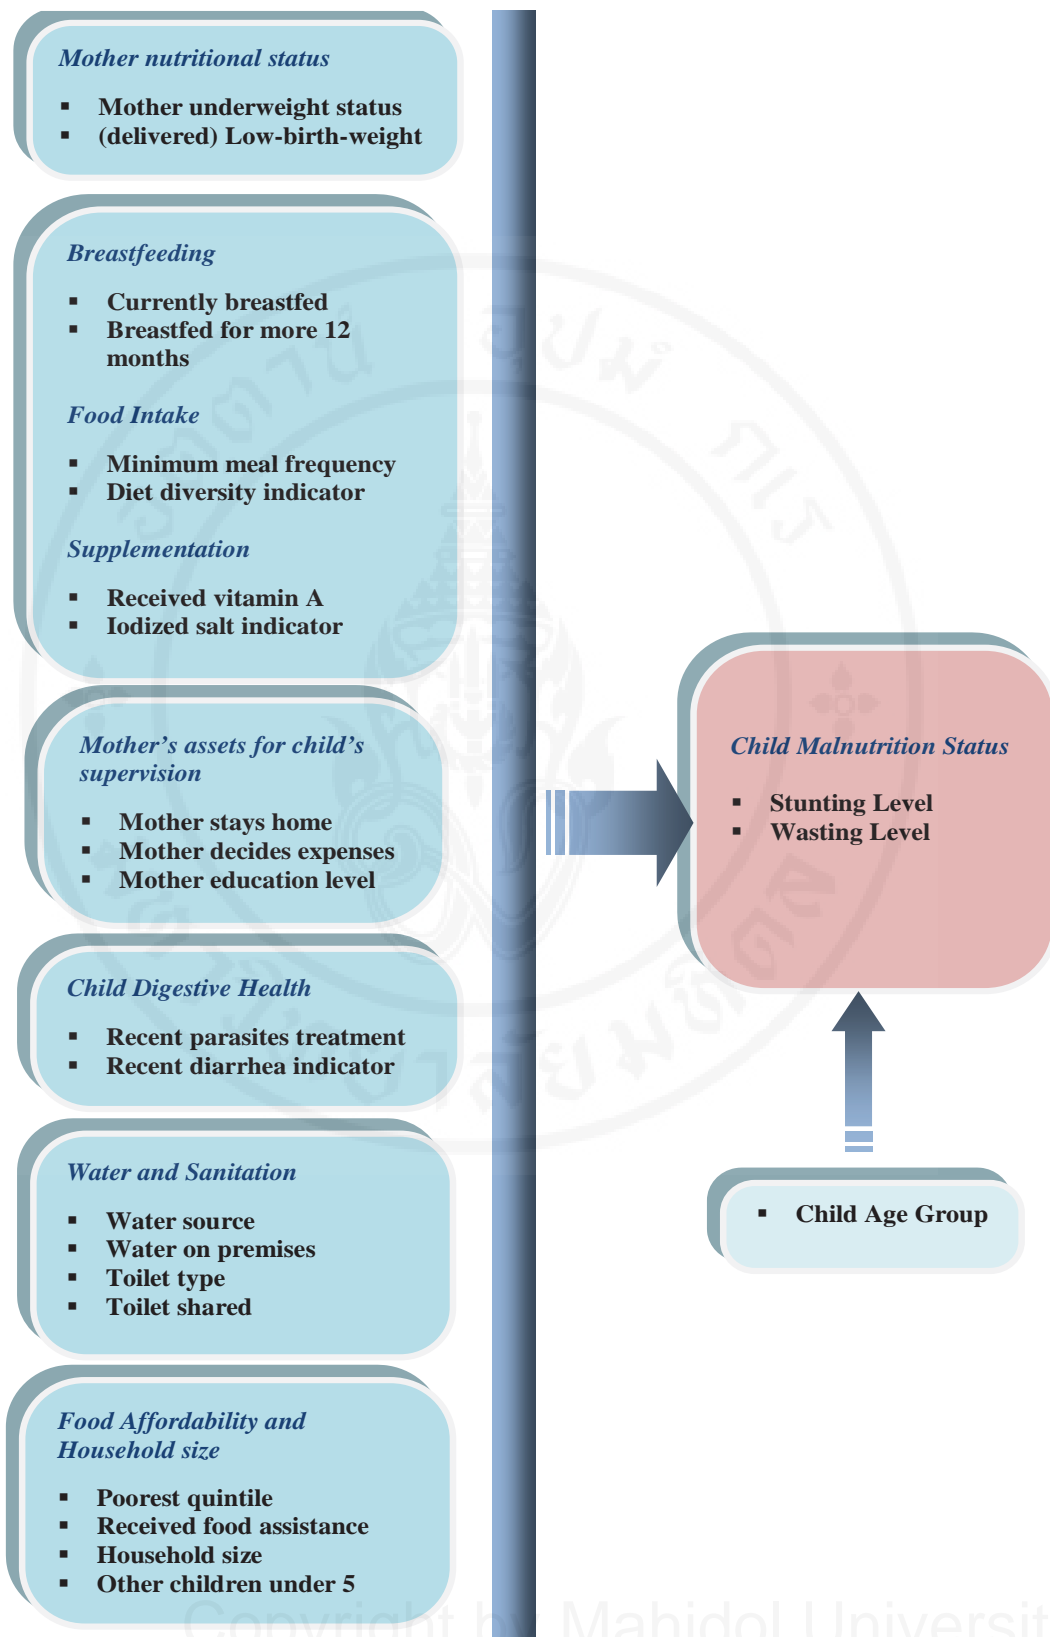 Mother nutritional status
▪ Mother underweight status
▪ (delivered) Low-birth-weight
Breastfeeding
▪ Currently breastfed
▪ Breastfed for more 12
months
Food Intake
▪ Minimum meal frequency
▪ Diet diversity indicator
Supplementation
▪ Received vitamin A
▪ Iodized salt indicator
Mother's assets for child's
supervision
▪ Mother stays home
▪ Mother decides expenses
▪ Mother education level
Child Digestive Health
▪ Recent parasites treatment
▪ Recent diarrhea indicator
Water and Sanitation
▪ Water source
▪ Water on premises
▪ Toilet type
▪ Toilet shared
Food Affordability and
Household size
▪ Poorest quintile
▪ Received food assistance
▪ Household size
▪ Other children under 5
Child Malnutrition Status
▪ Stunting Level
▪ Wasting Level
▪ Child Age Group
Copyright by Mahidol Universit